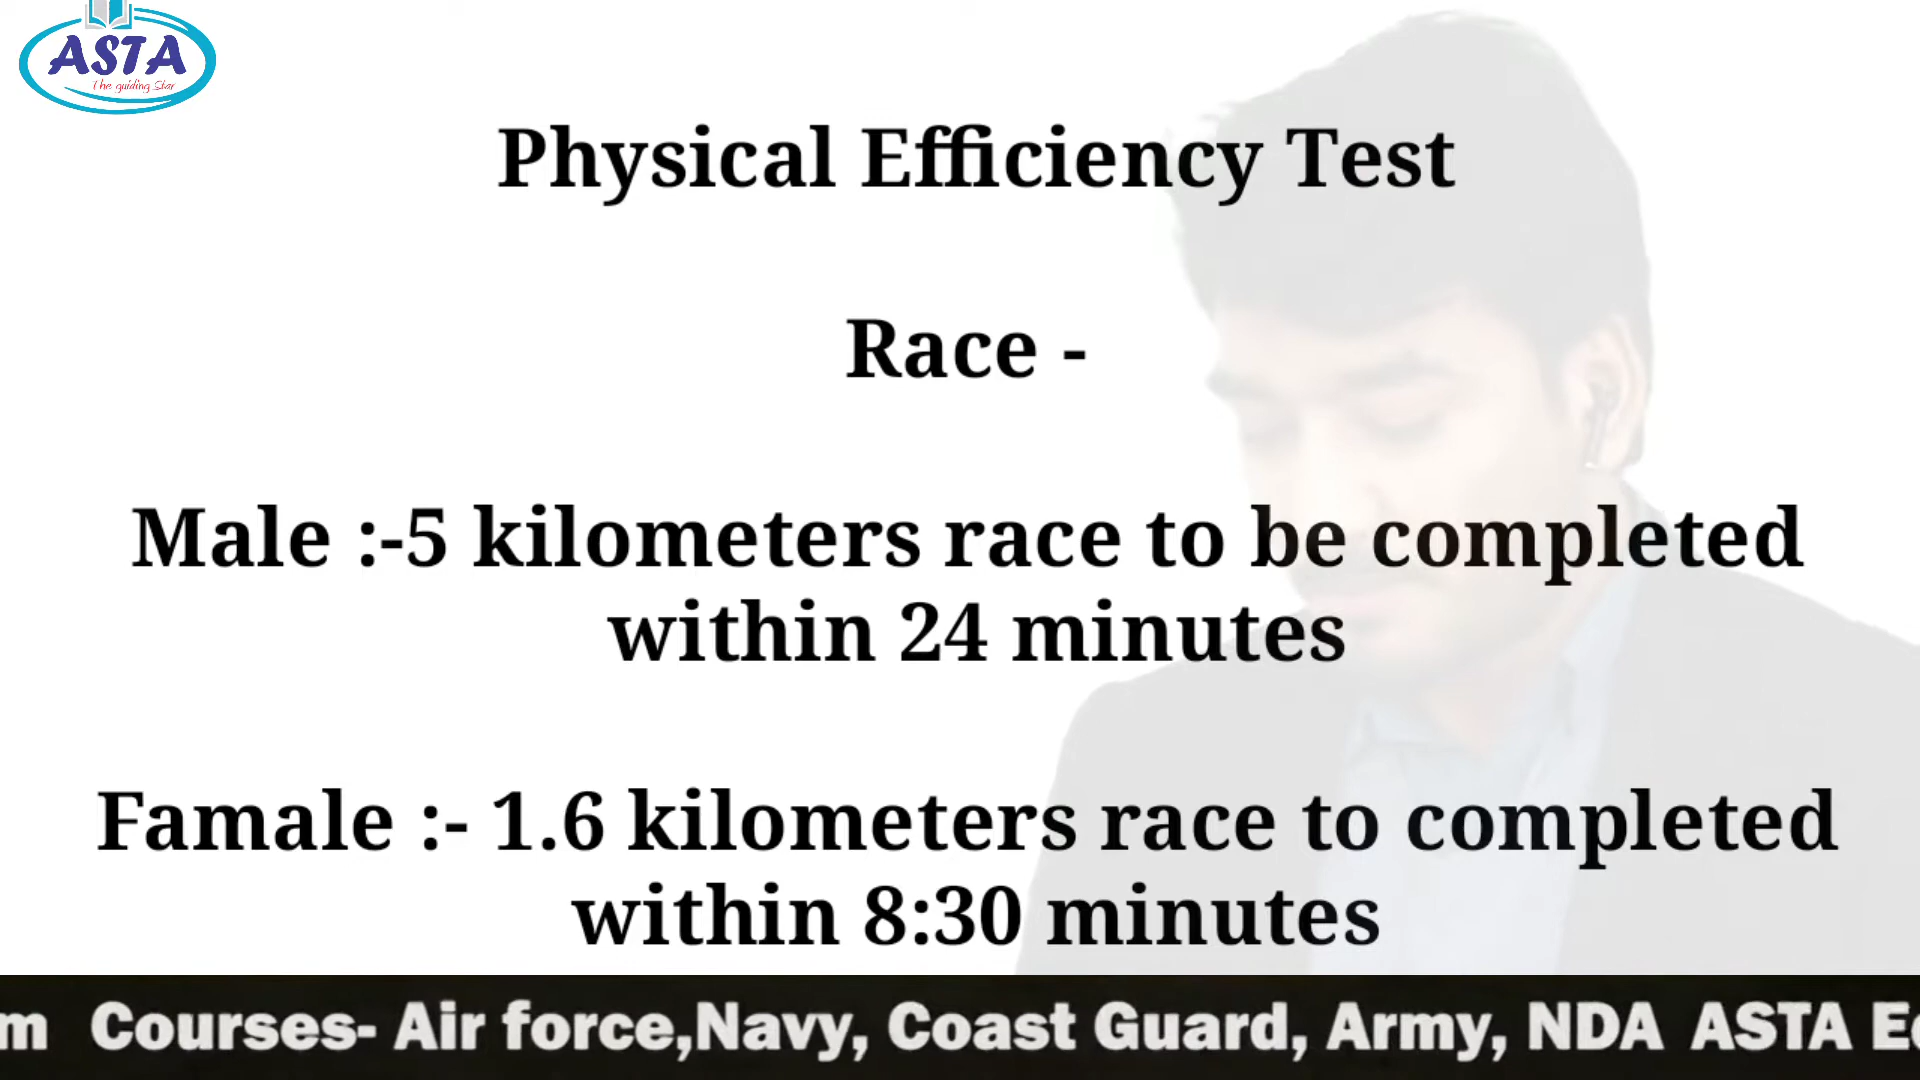 ASTA
The guiding Star
Physical Efficiency Test
Race -
Male :-5 kilometers race to be completed
within 24 minutes
Famale :- 1.6 kilometers race to completed
within 8:30 minutes
m Courses- Air force,Navy, Coast Guard, Army, NDA ASTA